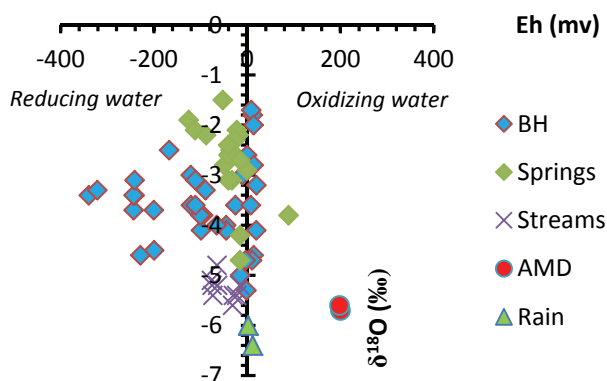 0
Eh (mv)
-400
-200
0
200
400
-1
Reducing water
Oxidizing water
-2
-3
-4
-5
-6
-7
δ¹⁸O (‰)
BH
Springs
Streams
AMD
Rain